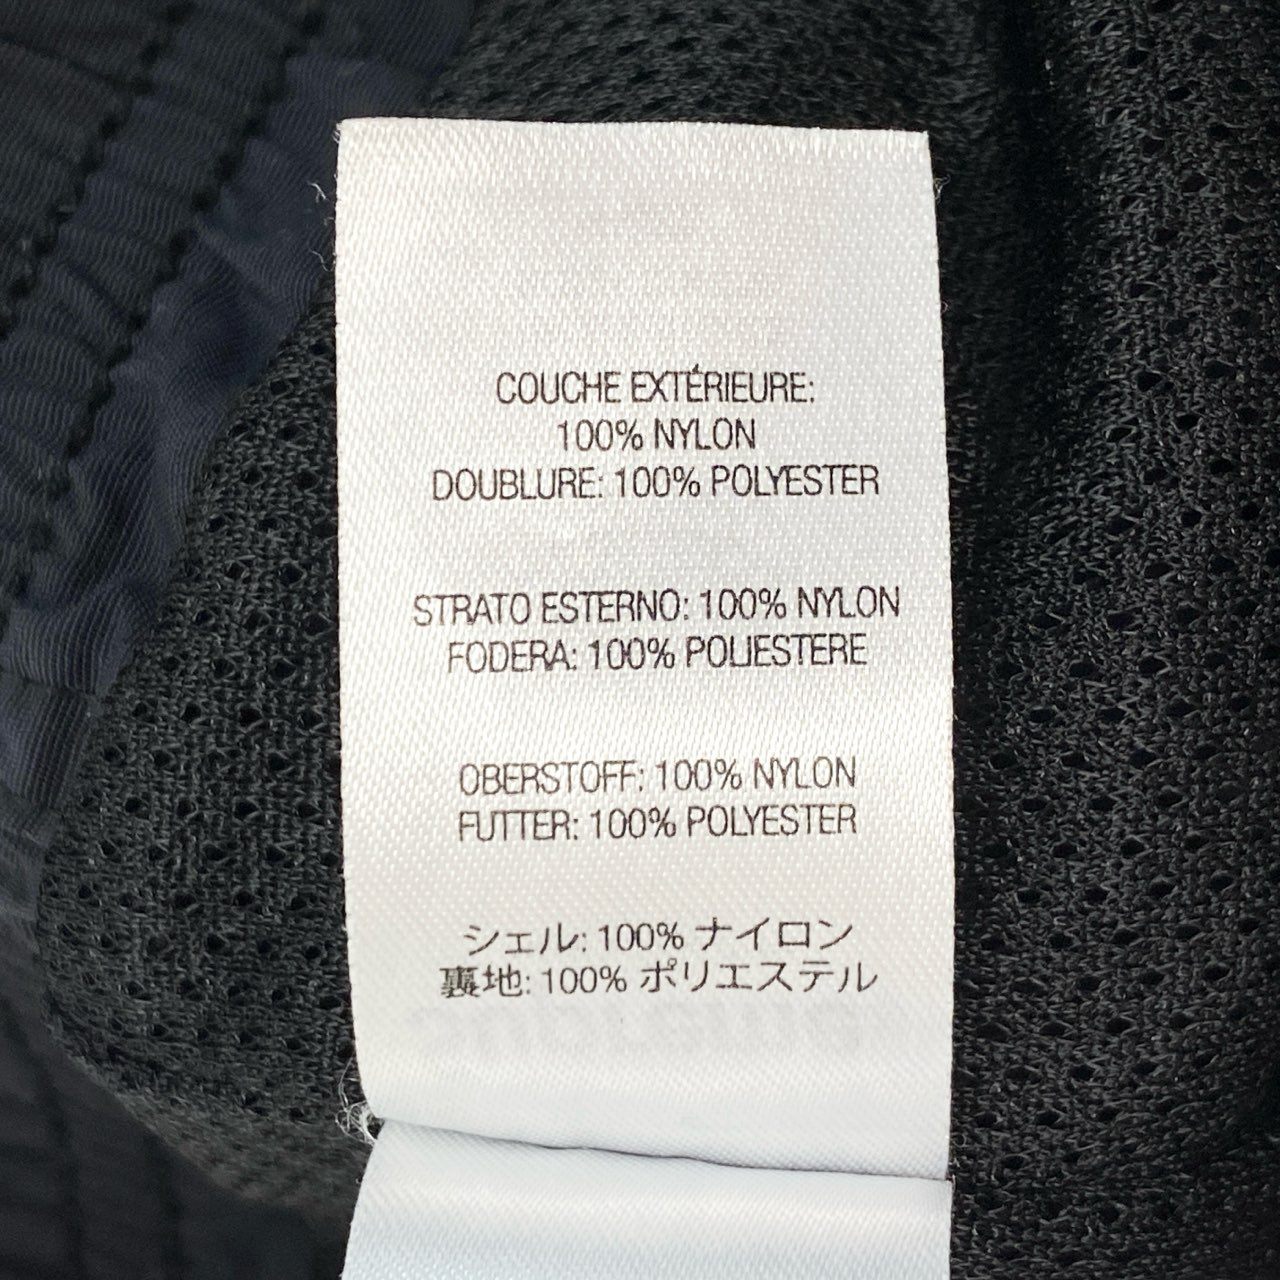 COUCHE EXTÉRIEURE:
100% NYLON
DOUBLURE: 100% POLYESTER
STRATO ESTERNO: 100% NYLON
FODERA: 100% POLIESTERE
OBERSTOFF: 100% NYLON
FUTTER: 100% POLYESTER
シェル: 100% ナイロン
裏地: 100% ポリエステル